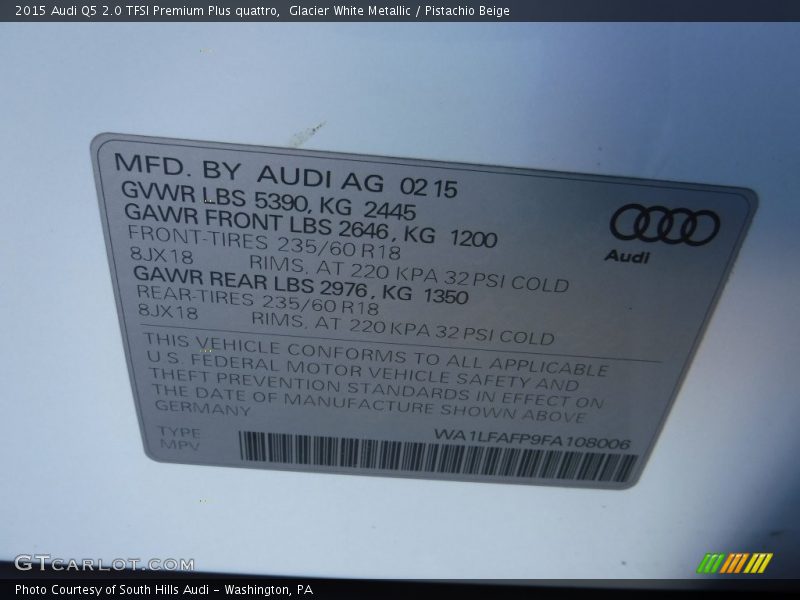 2015 Audi Q5 2.0 TFSI Premium Plus quattro,  Glacier White Metallic / Pistachio Beige
MFD. BY AUDI AG 02 15
GVWR LBS 5390, KG 2445
GAWR FRONT LBS 2646, KG 1200
FRONT-TIRES 235/60 R18
8JX18 RIMS, AT 220 KPA 32 PSI COLD
GAWR REAR LBS 2976, KG 1350
REAR-TIRES 235/60 R18
8JX18 RIMS, AT 220 KPA 32 PSI COLD
Audi
THIS VEHICLE CONFORMS TO ALL APPLICABLE
U.S. FEDERAL MOTOR VEHICLE SAFETY AND
THEFT PREVENTION STANDARDS IN EFFECT ON
THE DATE OF MANUFACTURE SHOWN ABOVE
GERMANY
TYPE
MPV
WA1LFAFP9FA108006
GTCARLOT.COM
Photo Courtesy of South Hills Audi - Washington, PA